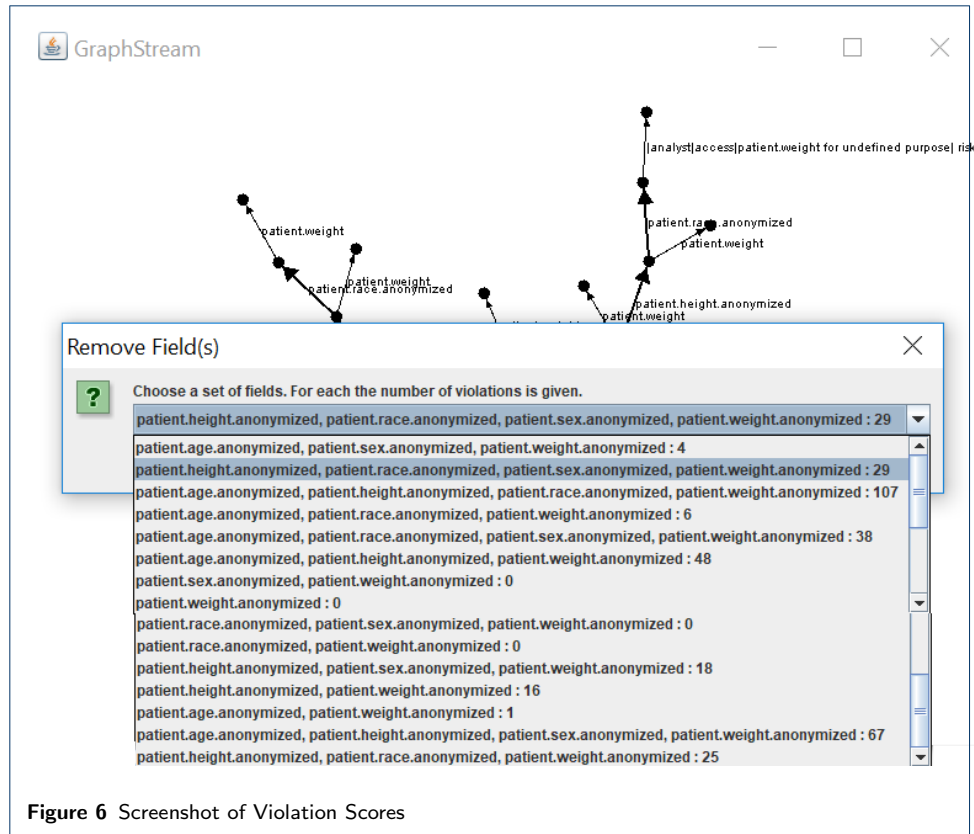 GraphStream
|analyst|access|patient.weight for undefined purpose| risk
patient.race.anonymized
patient.weight
patient.weight
patient.weight
patient.race.anonymized
patient.height.anonymized
patient.weight
Remove Field(s)
Choose a set of fields. For each the number of violations is given.
patient.height.anonymized, patient.race.anonymized, patient.sex.anonymized, patient.weight.anonymized : 29
patient.age.anonymized, patient.sex.anonymized, patient.weight.anonymized : 4
patient.height.anonymized, patient.race.anonymized, patient.sex.anonymized, patient.weight.anonymized : 29
patient.age.anonymized, patient.height.anonymized, patient.race.anonymized, patient.weight.anonymized : 107
patient.age.anonymized, patient.race.anonymized, patient.weight.anonymized : 6
patient.age.anonymized, patient.race.anonymized, patient.sex.anonymized, patient.weight.anonymized : 38
patient.age.anonymized, patient.height.anonymized, patient.weight.anonymized : 48
patient.sex.anonymized, patient.weight.anonymized : 0
patient.weight.anonymized : 0
patient.race.anonymized, patient.sex.anonymized, patient.weight.anonymized : 0
patient.race.anonymized, patient.weight.anonymized : 0
patient.height.anonymized, patient.sex.anonymized, patient.weight.anonymized : 18
patient.height.anonymized, patient.weight.anonymized : 16
patient.age.anonymized, patient.weight.anonymized : 1
patient.age.anonymized, patient.height.anonymized, patient.sex.anonymized, patient.weight.anonymized : 67
patient.height.anonymized, patient.race.anonymized, patient.weight.anonymized : 25
Figure 6 Screenshot of Violation Scores